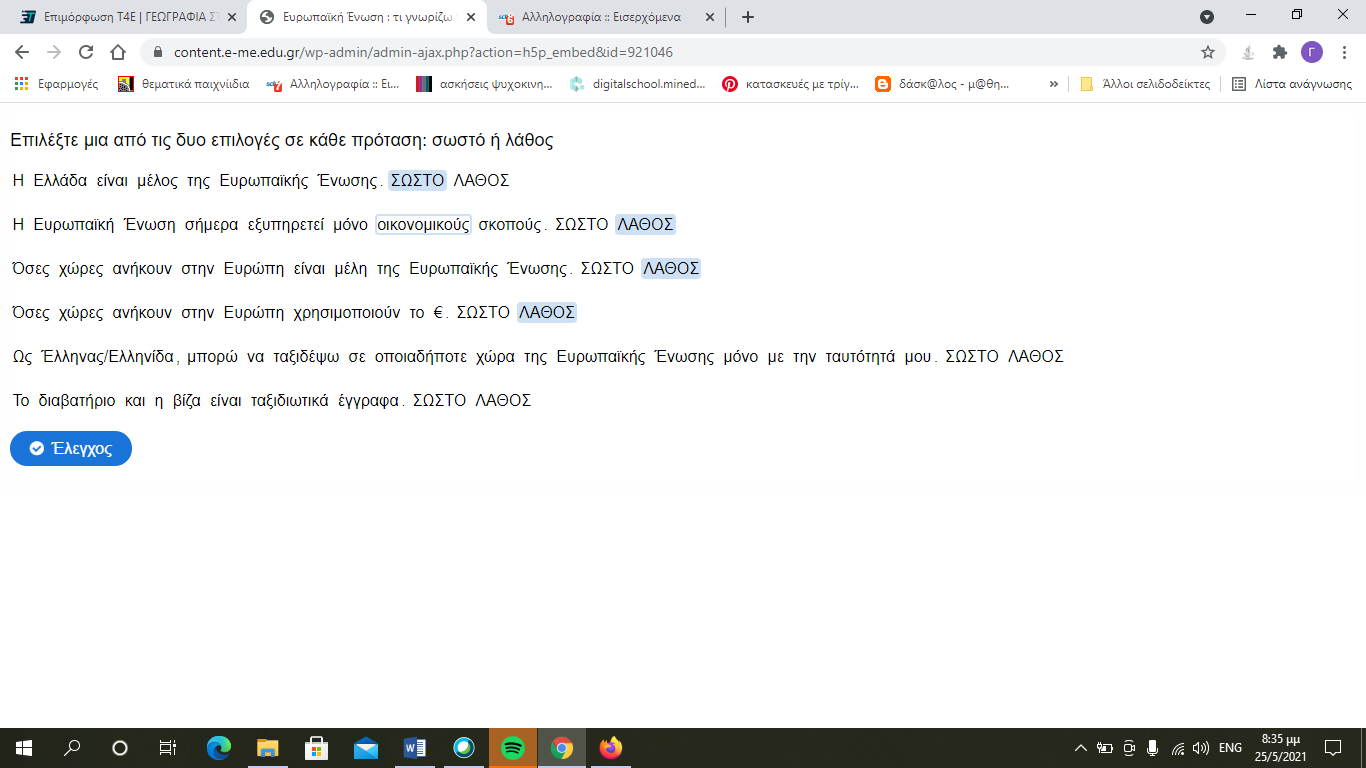 Επιμόρφωση T4E | ΓΕΩΓΡΑΦΙΑ ΣΤ
Ευρωπαϊκή Ένωση : τι γνωρίζω
Αλληλογραφία :: Εισερχόμενα
content.e-me.edu.gr/wp-admin/admin-ajax.php?action=h5p_embed&id=921046
Γ
Εφαρμογές
θεματικά παιχνίιδια
Αλληλογραφία :: Ει...
ασκήσεις ψυχοκινη...
digitalschool.mined...
κατασκευές με τρίγ...
δάσκ@λος - μ@θη...
»
Άλλοι σελιδοδείκτες
Λίστα ανάγνωσης
Επιλέξτε μια από τις δυο επιλογές σε κάθε πρόταση: σωστό ή λάθος
Η Ελλάδα είναι μέλος της Ευρωπαϊκής Ένωσης. ΣΩΣΤΟ ΛΑΘΟΣ
Η Ευρωπαϊκή Ένωση σήμερα εξυπηρετεί μόνο οικονομικούς σκοπούς. ΣΩΣΤΟ ΛΑΘΟΣ
Όσες χώρες ανήκουν στην Ευρώπη είναι μέλη της Ευρωπαϊκής Ένωσης. ΣΩΣΤΟ ΛΑΘΟΣ
Όσες χώρες ανήκουν στην Ευρώπη χρησιμοποιούν το €. ΣΩΣΤΟ ΛΑΘΟΣ
Ως Έλληνας/Ελληνίδα, μπορώ να ταξιδέψω σε οποιαδήποτε χώρα της Ευρωπαϊκής Ένωσης μόνο με την ταυτότητά μου. ΣΩΣΤΟ ΛΑΘΟΣ
Το διαβατήριο και η βίζα είναι ταξιδιωτικά έγγραφα. ΣΩΣΤΟ ΛΑΘΟΣ
Έλεγχος
ENG
8:35 μμ
25/5/2021